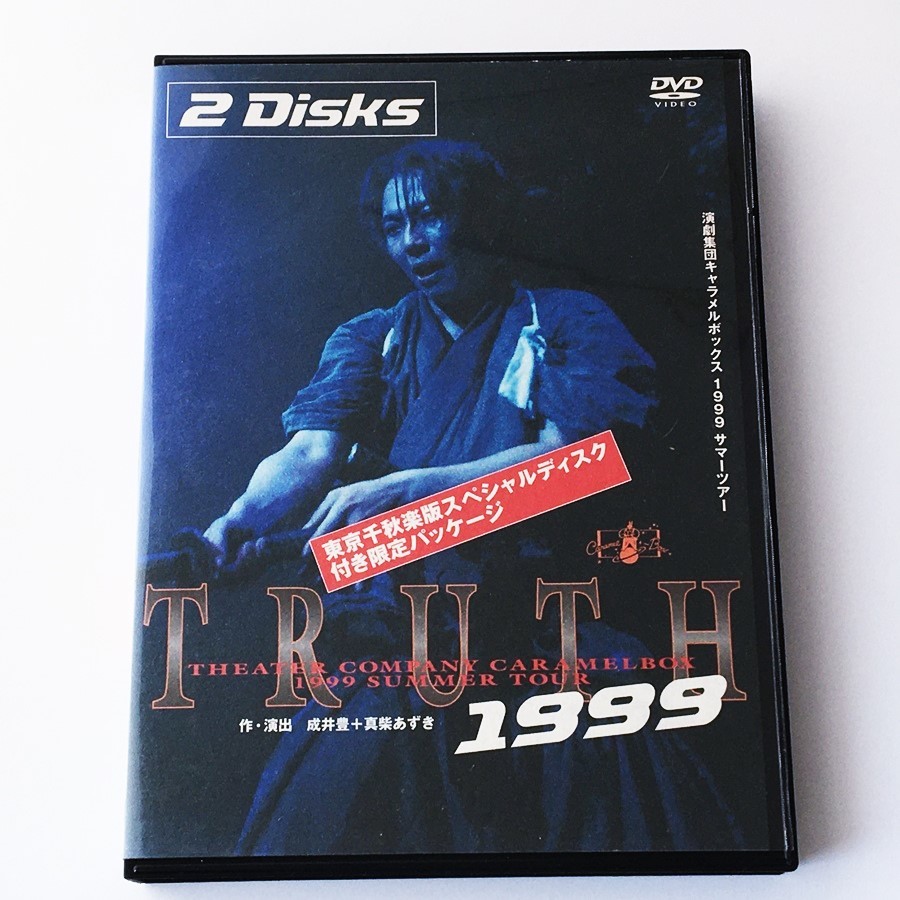 2 Disks
DVD
VIDEO
演劇集団キャラメルボックス 1999 サマーツアー
東京千秋楽版スペシャルディスク
付き限定パッケージ
TRUTH
THEATER COMPANY CARAMELBOX
1999 SUMMER TOUR
1999
作・演出 成井豊+真柴あずき